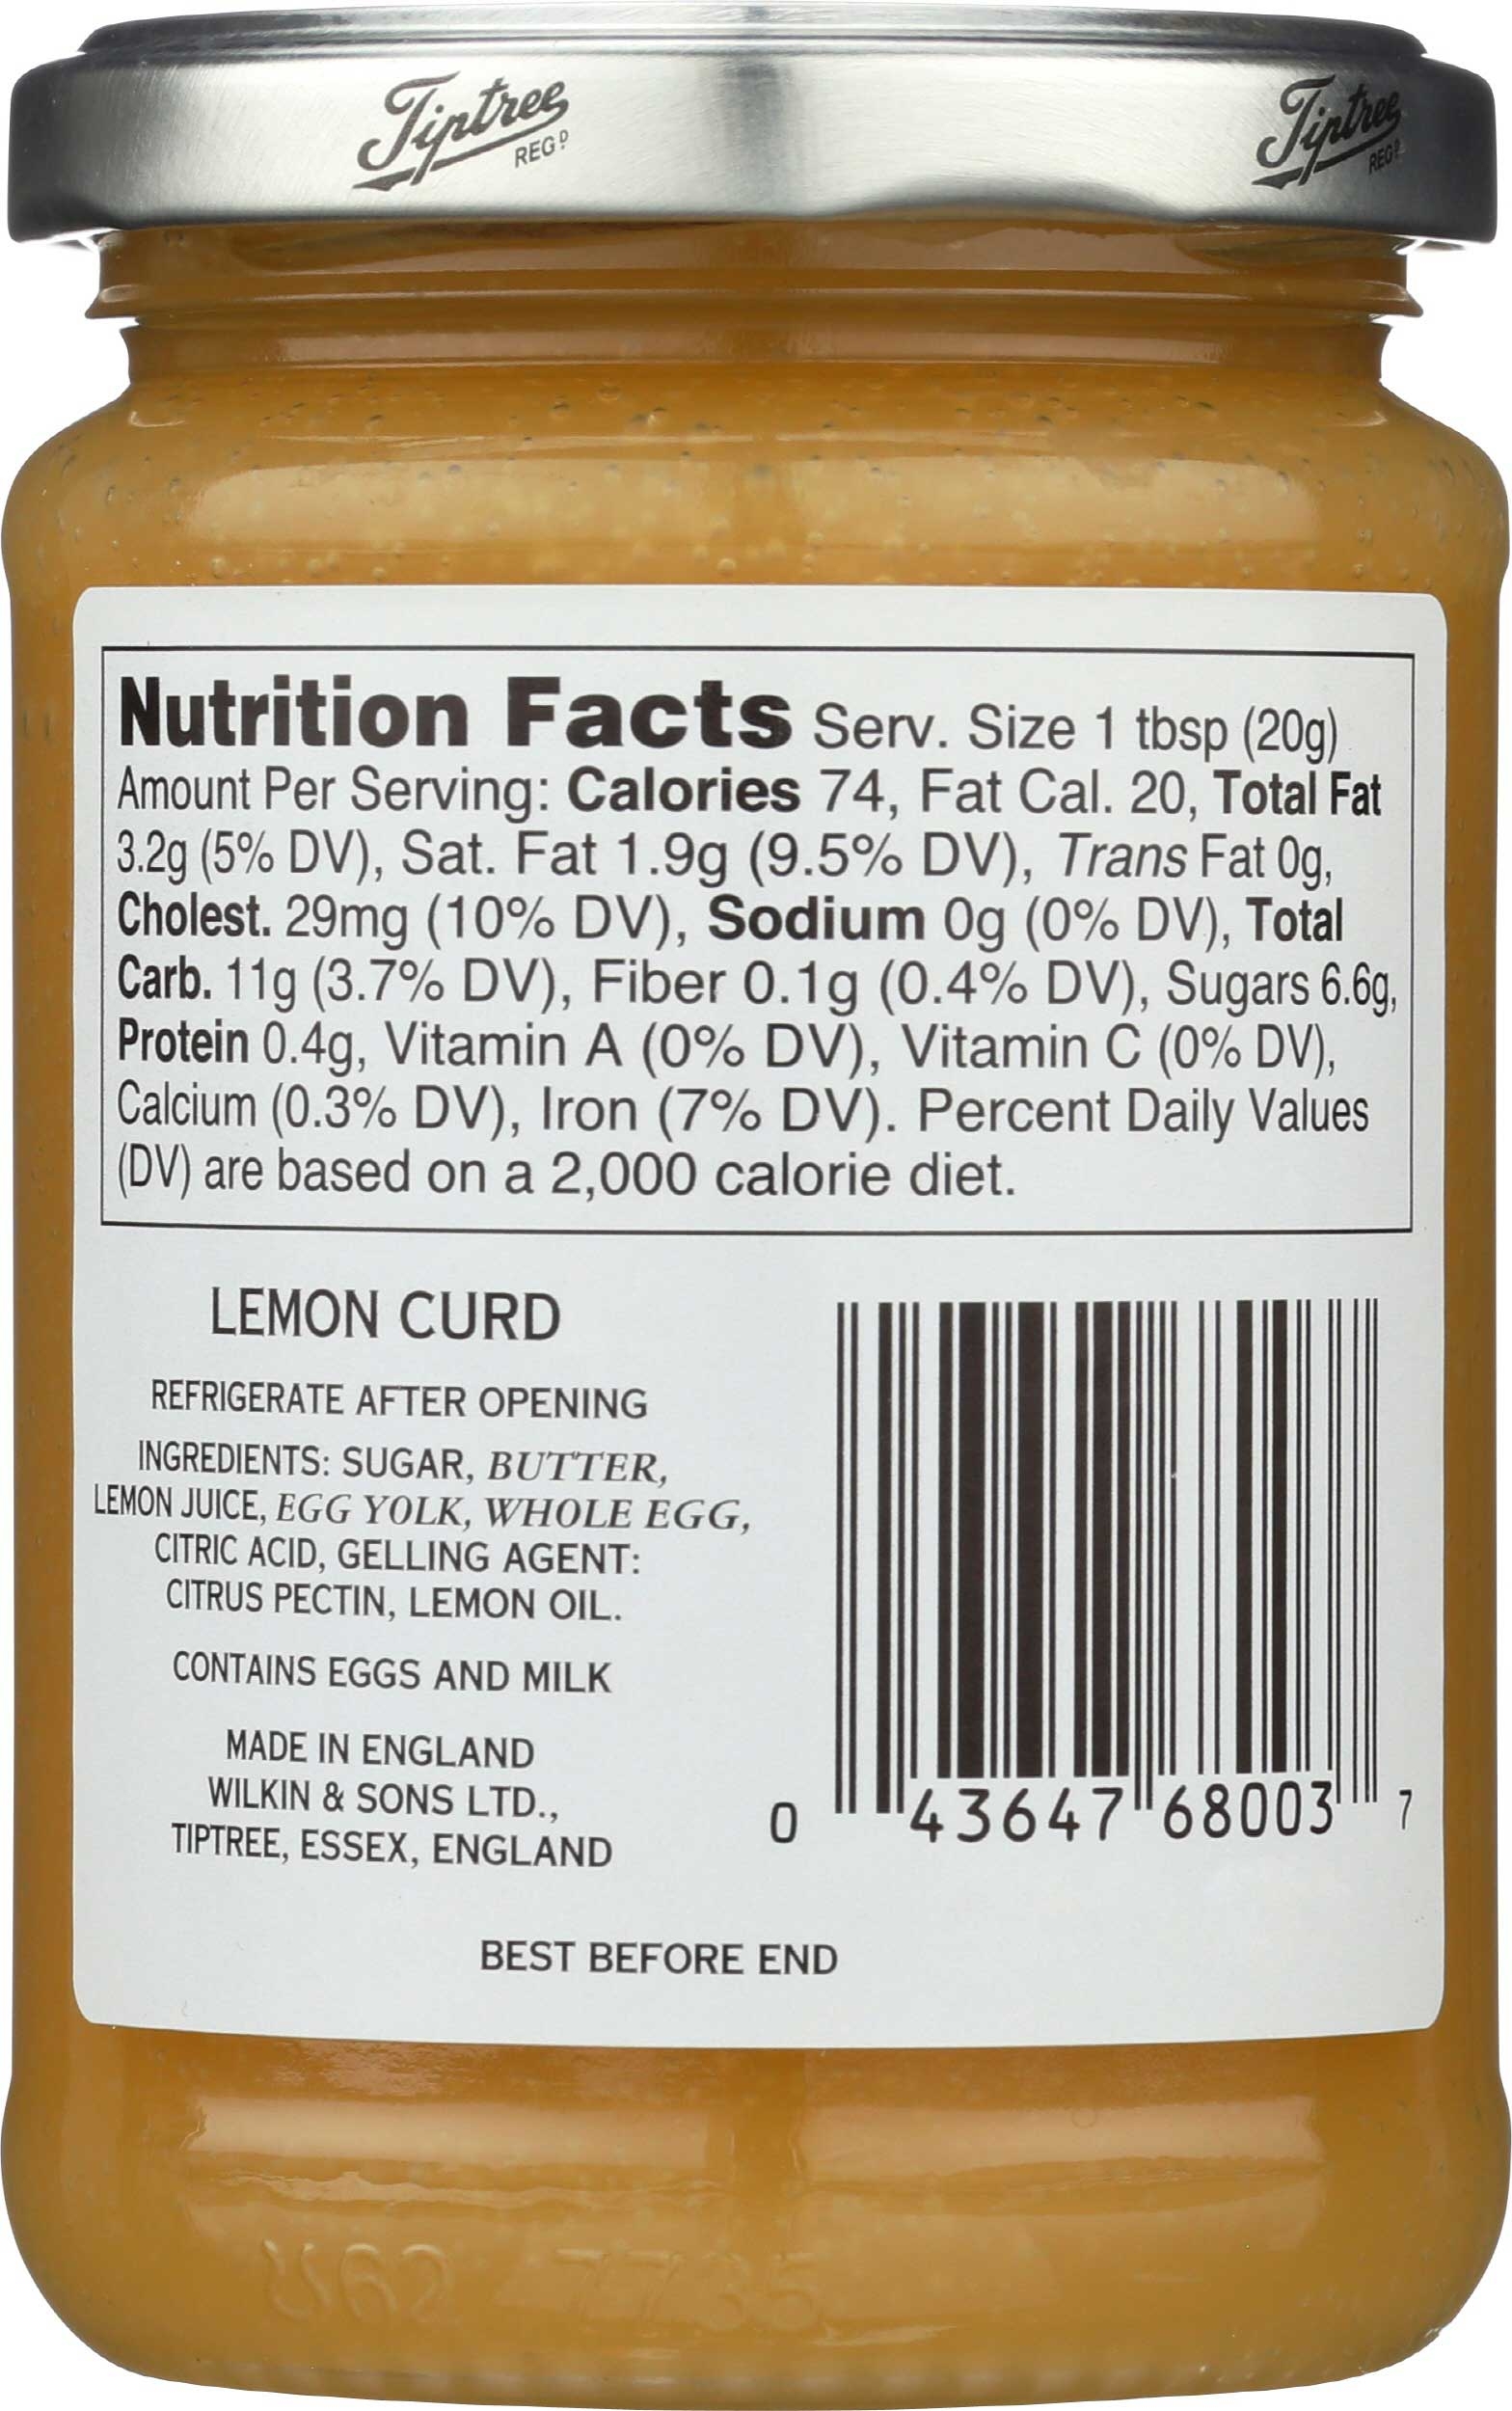 Tiptree
REGD
Tiptree
REGD
Nutrition Facts Serv. Size 1 tbsp (20g)
Amount Per Serving: Calories 74, Fat Cal. 20, Total Fat
3.2g (5% DV), Sat. Fat 1.9g (9.5% DV), Trans Fat 0g,
Cholest. 29mg (10% DV), Sodium 0g (0% DV), Total
Carb. 11g (3.7% DV), Fiber 0.1g (0.4% DV), Sugars 6.6g,
Protein 0.4g, Vitamin A (0% DV), Vitamin C (0% DV),
Calcium (0.3% DV), Iron (7% DV). Percent Daily Values
(DV) are based on a 2,000 calorie diet.
LEMON CURD
REFRIGERATE AFTER OPENING
INGREDIENTS: SUGAR, BUTTER,
LEMON JUICE, EGG YOLK, WHOLE EGG,
CITRIC ACID, GELLING AGENT:
CITRUS PECTIN, LEMON OIL.
CONTAINS EGGS AND MILK
MADE IN ENGLAND
WILKIN & SONS LTD.,
TIPTREE, ESSEX, ENGLAND
0 43647 68003 7
BEST BEFORE END